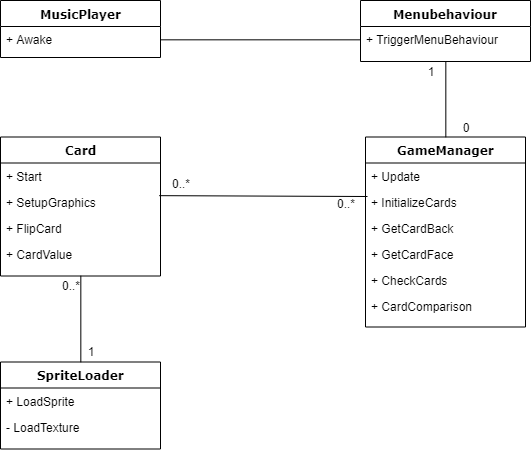 MusicPlayer
+ Awake
Menubehaviour
+ TriggerMenuBehaviour
1
0
Card
+ Start
+ SetupGraphics
+ FlipCard
+ CardValue
0..*
0..*
GameManager
+ Update
+ InitializeCards
+ GetCardBack
+ GetCardFace
+ CheckCards
+ CardComparison
0..*
1
SpriteLoader
+ LoadSprite
- LoadTexture